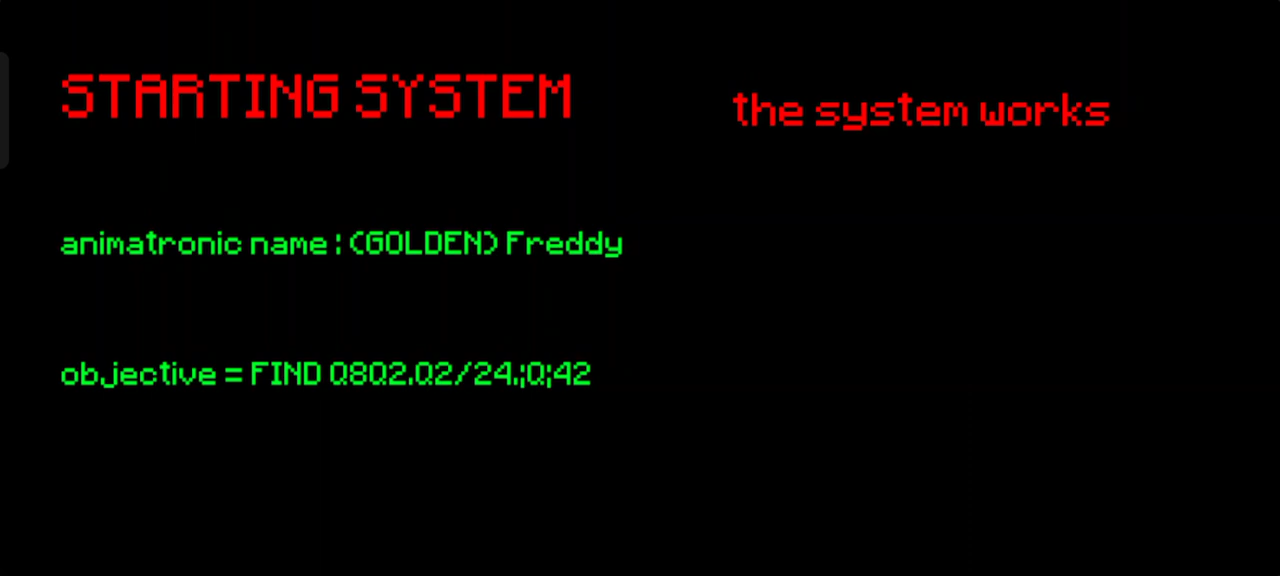 STARTING SYSTEM
the system works
animatronic name : (GOLDEN) Freddy
objective = FIND Q8Q2.Q2/24.;Q;42